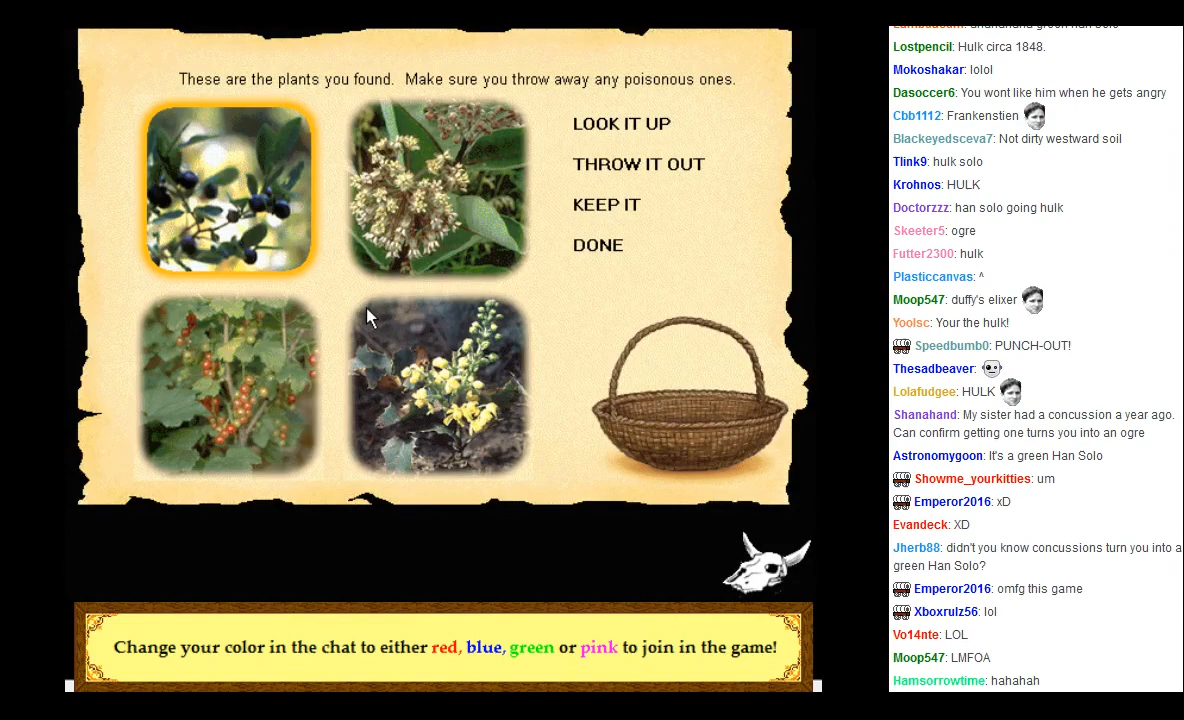 These are the plants you found. Make sure you throw away any poisonous ones.
LOOK IT UP
THROW IT OUT
KEEP IT
DONE
Change your color in the chat to either red, blue, green or pink to join in the game!
Lostpencil: Hulk circa 1848.
Mokoshakar: lolol
Dasoccer6: You wont like him when he gets angry
Cbb1112: Frankenstien
Blackeyedsceva7: Not dirty westward soil
Tlink9: hulk solo
Krohnos: HULK
Doctorzzz: han solo going hulk
Skeeter5: ogre
Futter2300: hulk
Plasticcanvas: ^
Moop547: duffy's elixer
Yoolsc: Your the hulk!
Speedbumb0: PUNCH-OUT!
Thesadbeaver:
Lolafudgee: HULK
Shanahand: My sister had a concussion a year ago.
Can confirm getting one turns you into an ogre
Astronomygoon: It's a green Han Solo
Showme_yourkitties: um
Emperor2016: xD
Evandeck: XD
Jherb88: didn't you know concussions turn you into a
green Han Solo?
Emperor2016: omfg this game
Xboxrulz56: lol
Vo14nte: LOL
Moop547: LMFOA
Hamsorrowtime: hahahah